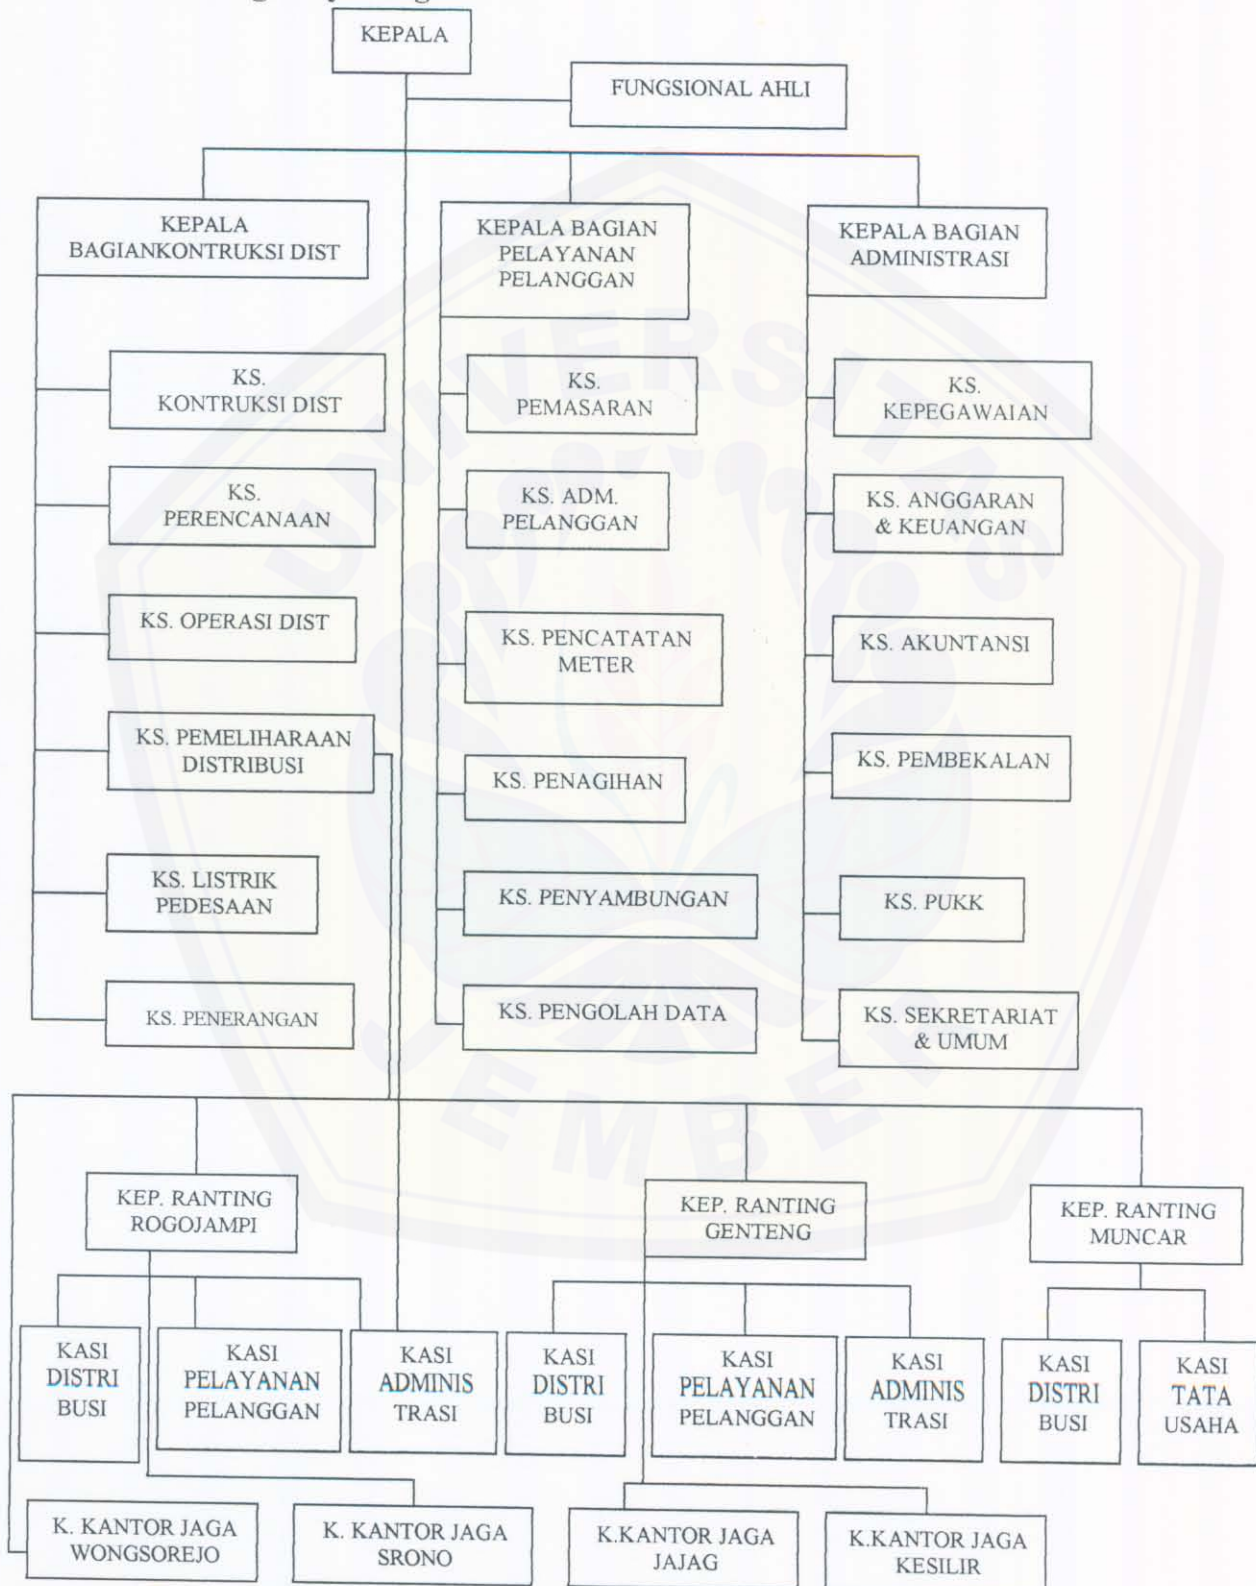 KEPALA
FUNGSIONAL AHLI
KEPALA
BAGIANKONTRUKSI DIST
KEPALA BAGIAN
PELAYANAN
PELANGGAN
KEPALA BAGIAN
ADMINISTRASI
KS.
KONTRUKSI DIST
KS.
PEMASARAN
KS.
KEPEGAWAIAN
KS.
PERENCANAAN
KS. ADM.
PELANGGAN
KS. ANGGARAN
& KEUANGAN
KS. OPERASI DIST
KS. PENCATATAN
METER
KS. AKUNTANSI
KS. PEMELIHARAAN
DISTRIBUSI
KS. PENAGIHAN
KS. PEMBEKALAN
KS. LISTRIK
PEDESAAN
KS. PENYAMBUNGAN
KS. PUKK
KS. PENERANGAN
KS. PENGOLAH DATA
KS. SEKRETARIAT
& UMUM
KEP. RANTING
ROGOJAMPI
KEP. RANTING
GENTENG
KEP. RANTING
MUNCAR
KASI
DISTRI
BUSI
KASI
PELAYANAN
PELANGGAN
KASI
ADMINIS
TRASI
KASI
DISTRI
BUSI
KASI
PELAYANAN
PELANGGAN
KASI
ADMINIS
TRASI
KASI
DISTRI
BUSI
KASI
TATA
USAHA
K. KANTOR JAGA
WONGSOREJO
K. KANTOR JAGA
SRONO
K.KANTOR JAGA
JAJAG
K.KANTOR JAGA
KESILIR
UNIVERSITAS
JEMBER